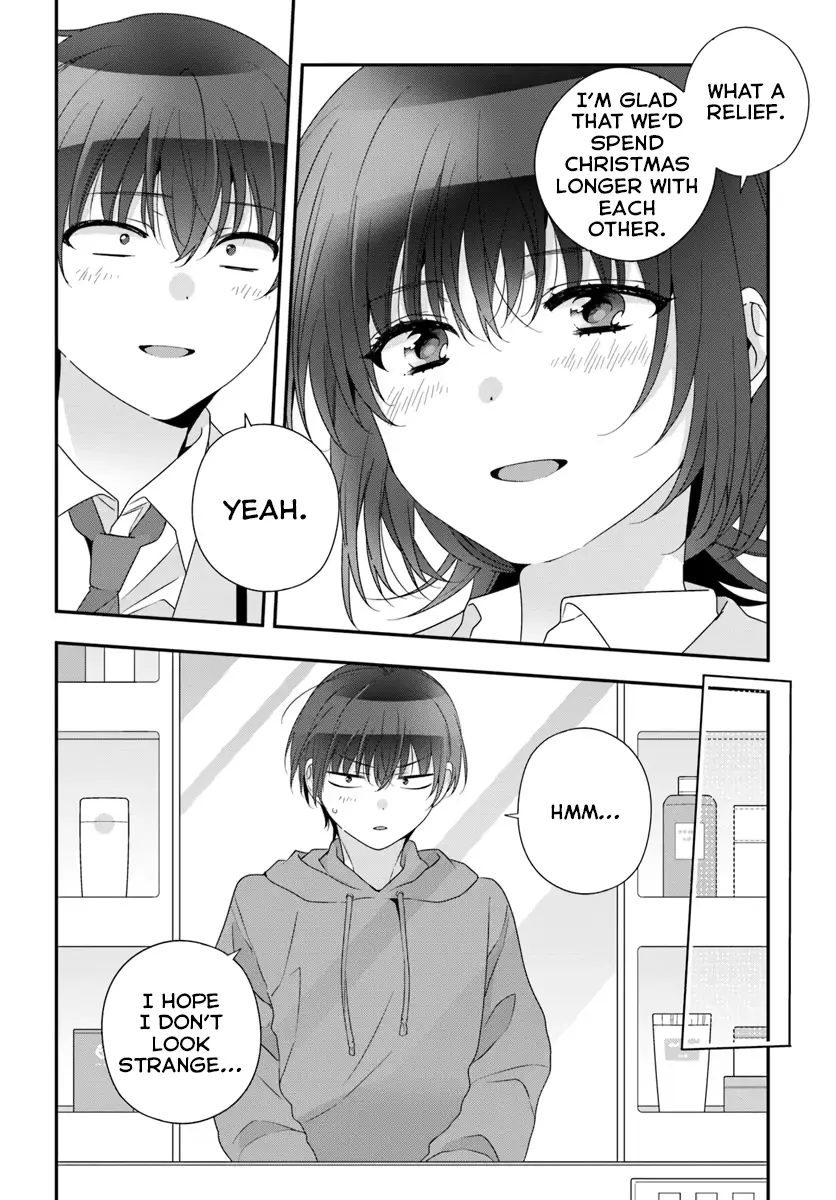 WHAT A
RELIEF.
I'M GLAD
THAT WE'D
SPEND
CHRISTMAS
LONGER WITH
EACH
OTHER.
YEAH.
HMM...
I HOPE
I DON'T
LOOK
STRANGE...